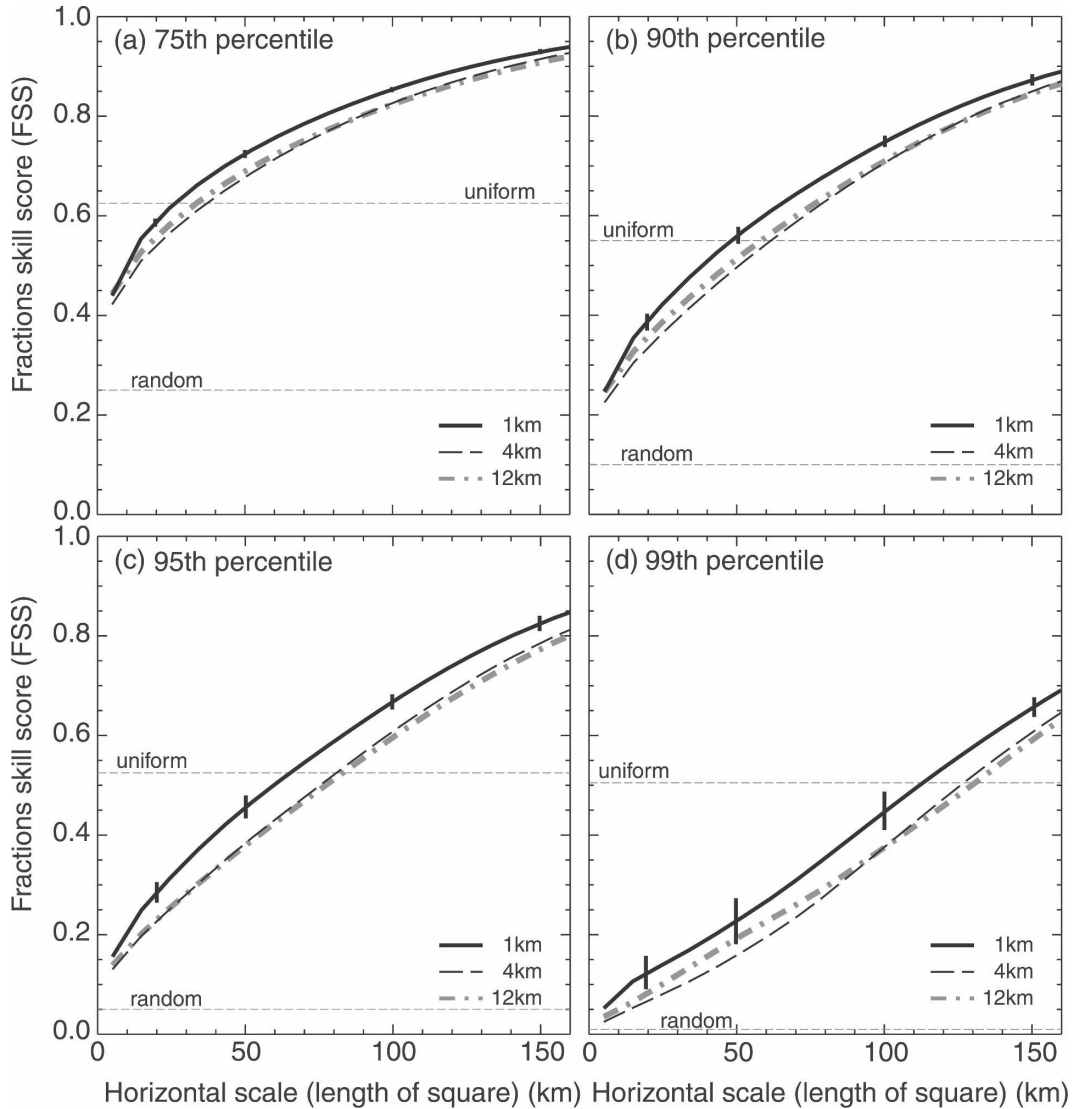 (a) 75th percentile
1.0
0.8
0.6
0.4
0.2
0.0
Fractions skill score (FSS)
uniform
random
1km
4km
12km
(b) 90th percentile
uniform
random
1km
4km
12km
(c) 95th percentile
1.0
0.8
0.6
0.4
0.2
0.0
Fractions skill score (FSS)
uniform
random
1km
4km
12km
0 50 100 150
Horizontal scale (length of square) (km)
(d) 99th percentile
uniform
random
1km
4km
12km
0 50 100 150
Horizontal scale (length of square) (km)